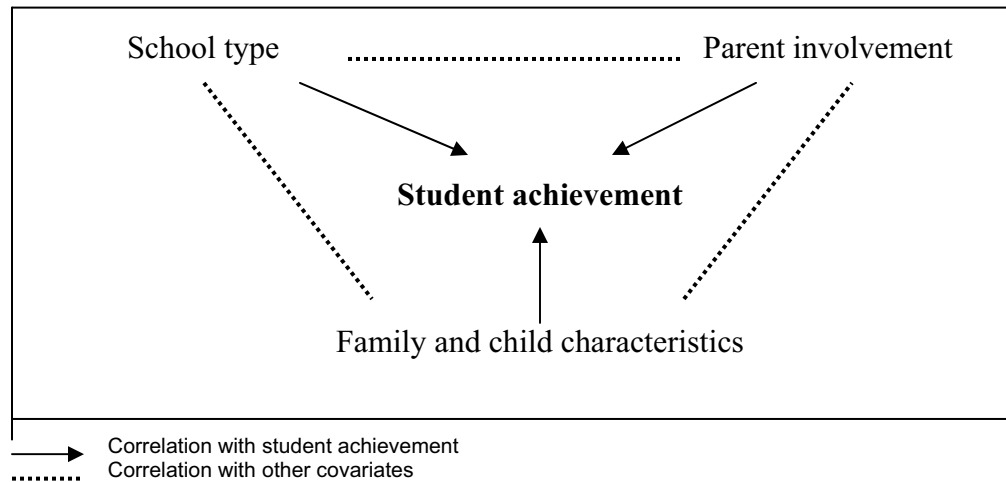 School type
Parent involvement
Student achievement
Family and child characteristics
Correlation with student achievement
Correlation with other covariates